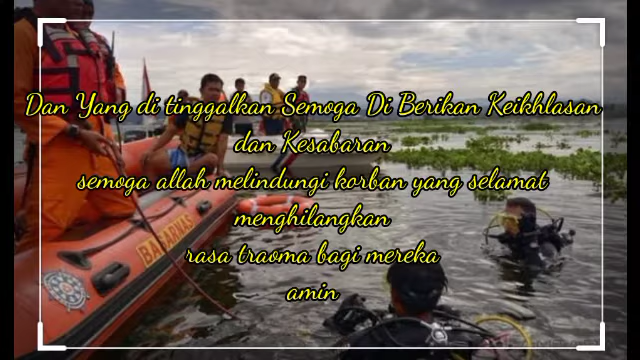 Dan Yang di tinggalkan Semoga Di Berikan Keikhlasan
dan Kesabaran
semoga allah melindungi korban yang selamat
menghilangkan
rasa traoma bagi mereka
amin
BASARNAS